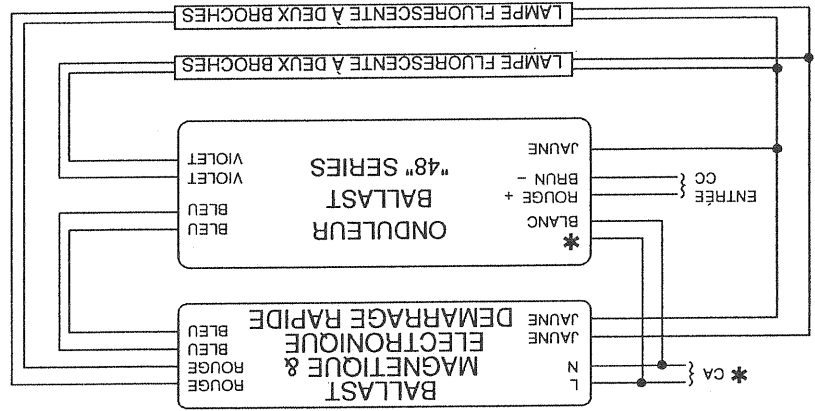 BALLAST
MAGNETIQUE &
ELECTRONIQUE
DEMARRAGE RAPIDE
* CA
L
N
JAUNE
JAUNE
ROUGE
ROUGE
BLEU
BLEU
ONDULEUR
BALLAST
"48" SERIES
*
BLANC
ENTRÉE
CC
ROUGE +
BRUN -
JAUNE
BLEU
BLEU
VIOLET
VIOLET
LAMPE FLUORESCENTE À DEUX BROCHES
LAMPE FLUORESCENTE À DEUX BROCHES